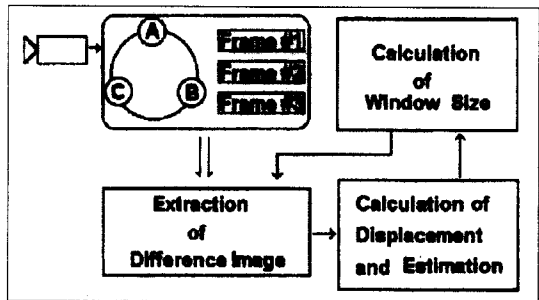 A
C
B
Frame #1
Frame #2
Frame #3
Calculation
of
Window Size
Extraction
of
Difference Image
Calculation of
Displacement
and Estimation